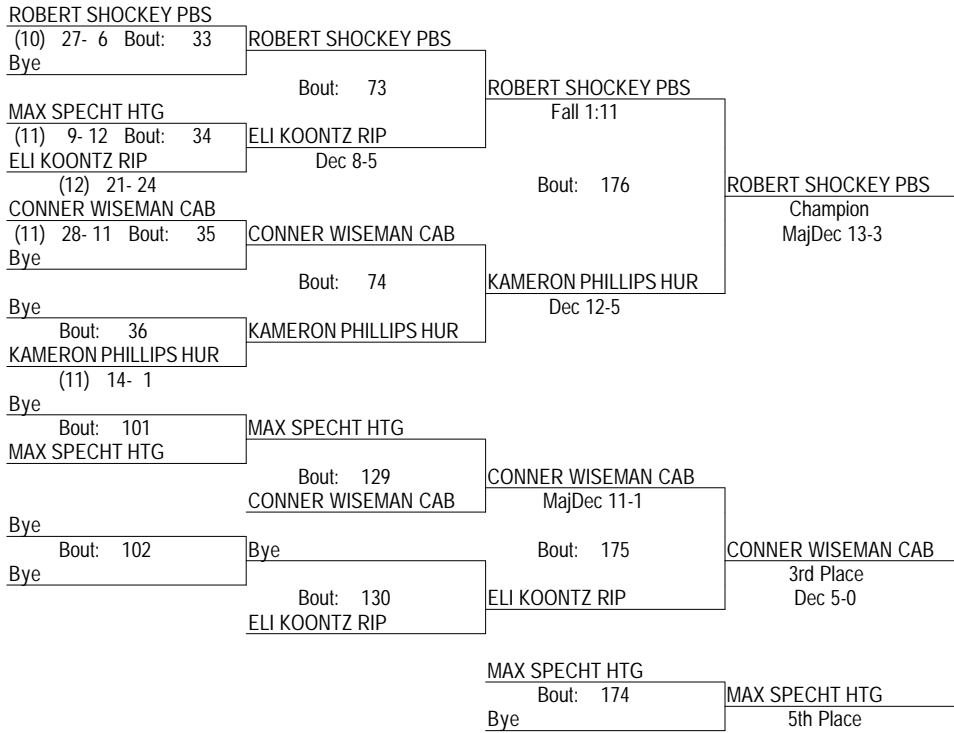 ROBERT SHOCKEY PBS
(10) 27- 6 Bout: 33
Bye
ROBERT SHOCKEY PBS
Bout: 73
MAX SPECHT HTG
(11) 9- 12 Bout: 34
ELI KOONTZ RIP
(12) 21- 24
ELI KOONTZ RIP
Dec 8-5
ROBERT SHOCKEY PBS
Fall 1:11
Bout: 176
CONNER WISEMAN CAB
(11) 28- 11 Bout: 35
Bye
CONNER WISEMAN CAB
Bout: 74
Bye
Bout: 36
KAMERON PHILLIPS HUR
(11) 14- 1
KAMERON PHILLIPS HUR
KAMERON PHILLIPS HUR
Dec 12-5
ROBERT SHOCKEY PBS
Champion
MajDec 13-3
Bye
Bout: 101
MAX SPECHT HTG
MAX SPECHT HTG
Bout: 129
CONNER WISEMAN CAB
CONNER WISEMAN CAB
MajDec 11-1
Bye
Bout: 102
Bye
Bye
Bout: 130
ELI KOONTZ RIP
Bout: 175
ELI KOONTZ RIP
CONNER WISEMAN CAB
3rd Place
Dec 5-0
MAX SPECHT HTG
Bout: 174
Bye
MAX SPECHT HTG
5th Place